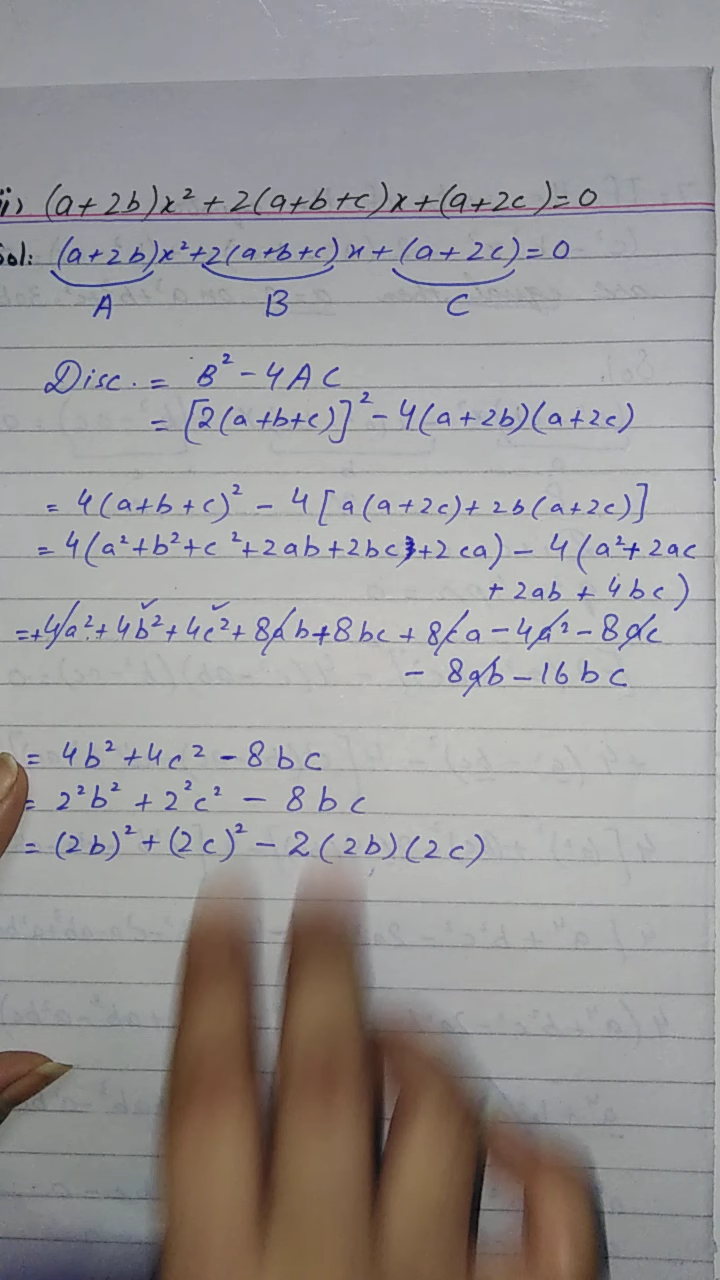 ii) (a+2b)x²+2(a+b+c)x+(a+2c)=0
Sol: (a+2b)x²+2(a+b+c)x+(a+2c)=0
A B C
Disc. = B²-4AC
= [2(a+b+c)]²-4(a+2b)(a+2c)
= 4(a+b+c)² - 4[a(a+2c)+2b(a+2c)]
= 4(a²+b²+c²+2ab+2bc+2ca) - 4(a²+2ac
+ 2ab + 4bc)
=+4a²+4b²+4c²+8ab+8bc+8ca-4a²-8ac
- 8ab-16bc
= 4b²+4c²-8bc
= 2²b²+2²c² - 8bc
= (2b)²+(2c)²-2(2b)(2c)